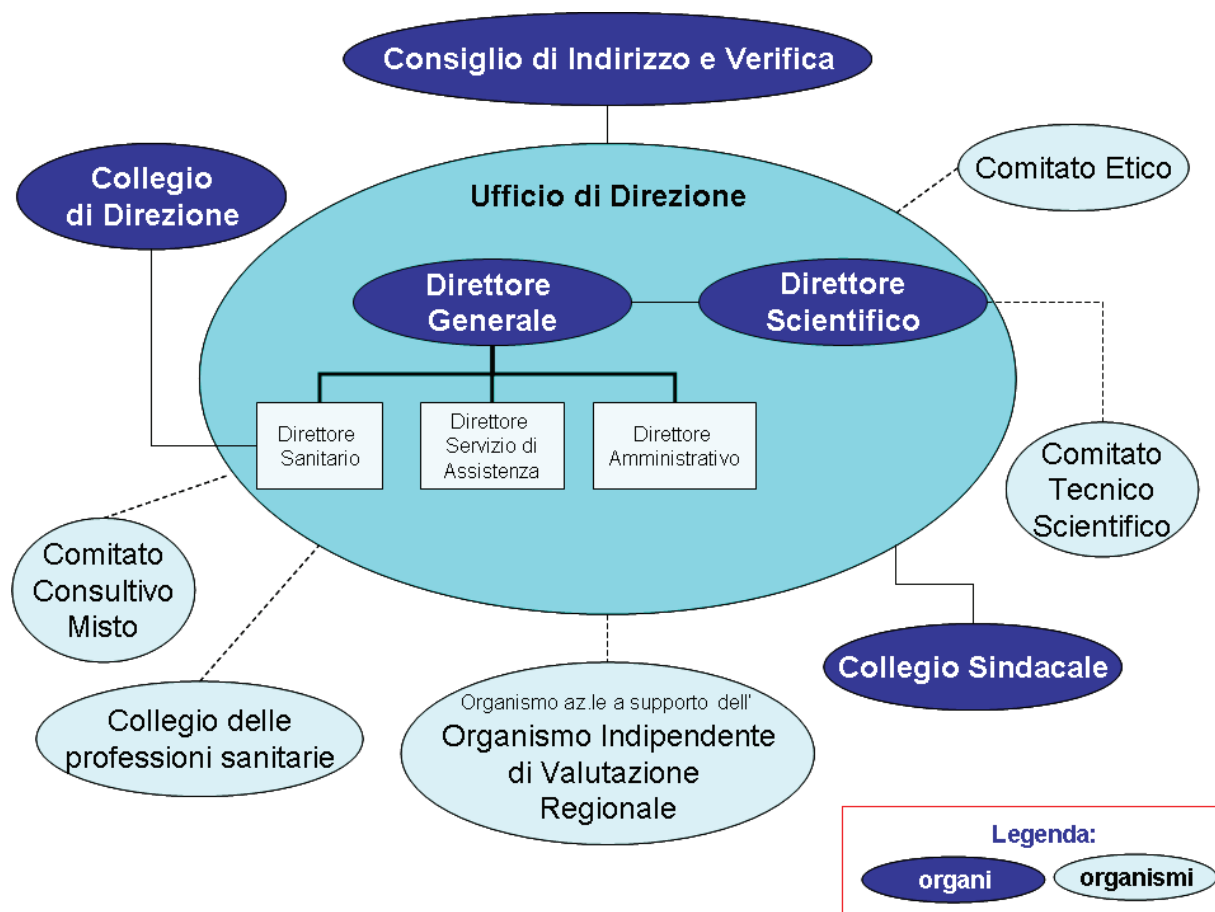 Consiglio di Indirizzo e Verifica
Collegio
di Direzione
Comitato Etico
Ufficio di Direzione
Direttore
Generale
Direttore
Scientifico
Direttore
Sanitario
Direttore
Servizio di
Assistenza
Direttore
Amministrativo
Comitato
Tecnico
Scientifico
Comitato
Consultivo
Misto
Collegio Sindacale
Collegio delle
professioni sanitarie
Organismo az.le a supporto dell'
Organismo Indipendente
di Valutazione
Regionale
Legenda:
organi
organismi